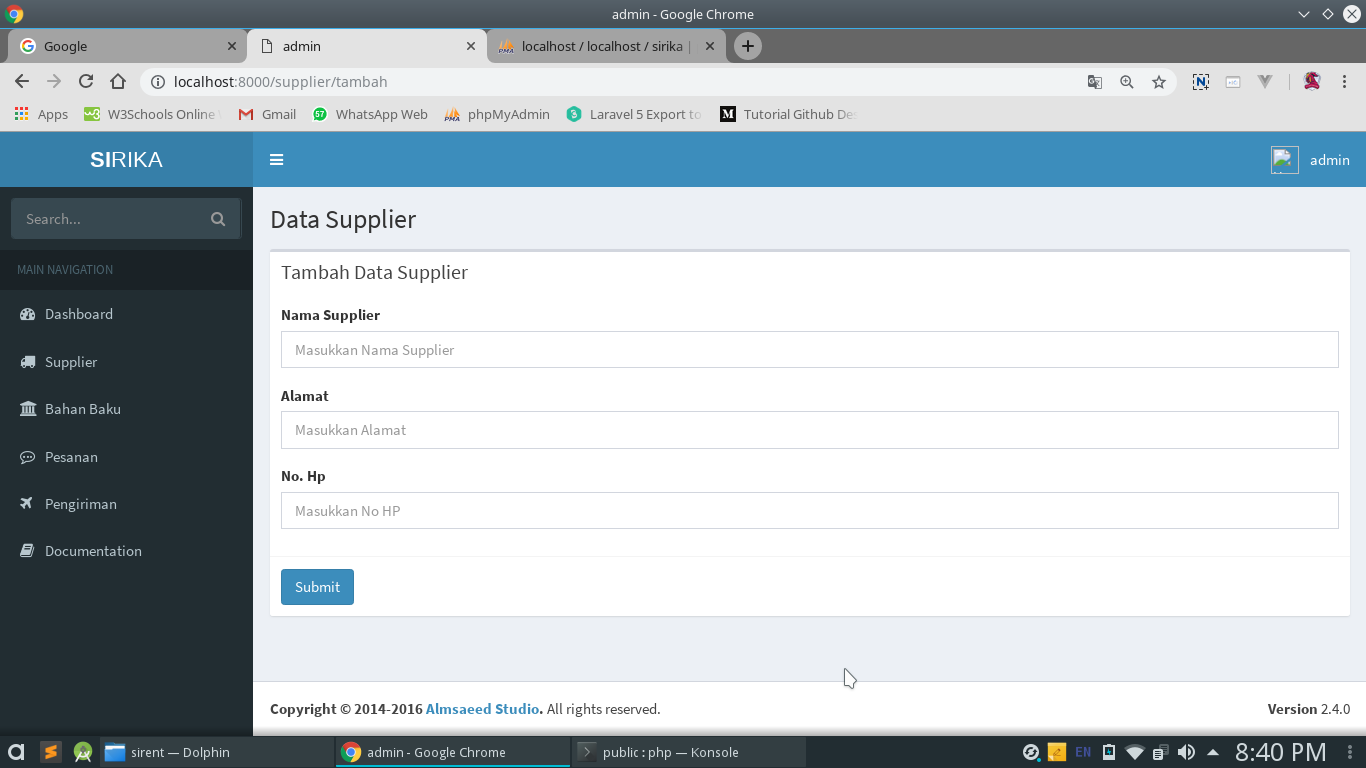 admin - Google Chrome
Google
admin
localhost / localhost / sirika |
localhost:8000/supplier/tambah
Apps
W3Schools Online
Gmail
57
WhatsApp Web
phpMyAdmin
Laravel 5 Export to
M
Tutorial Github Des
SIRIKA
admin
Search...
MAIN NAVIGATION
Dashboard
Supplier
Bahan Baku
Pesanan
Pengiriman
Documentation
Data Supplier
Tambah Data Supplier
Nama Supplier
Masukkan Nama Supplier
Alamat
Masukkan Alamat
No. Hp
Masukkan No HP
Submit
Copyright © 2014-2016 Almsaeed Studio. All rights reserved.
Version 2.4.0
sirent — Dolphin
admin - Google Chrome
public : php — Konsole
EN
8:40 PM